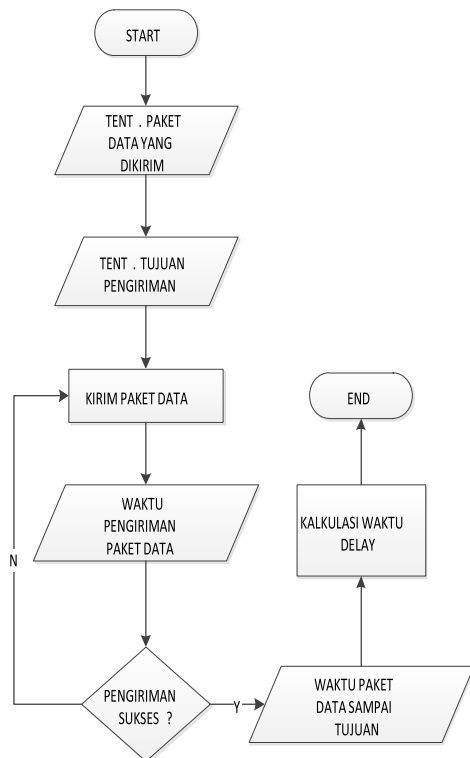 START
TENT . PAKET
DATA YANG
DIKIRIM
TENT . TUJUAN
PENGIRIMAN
KIRIM PAKET DATA
WAKTU
PENGIRIMAN
PAKET DATA
N
PENGIRIMAN
SUKSES ?
Y
WAKTU PAKET
DATA SAMPAI
TUJUAN
KALKULASI WAKTU
DELAY
END